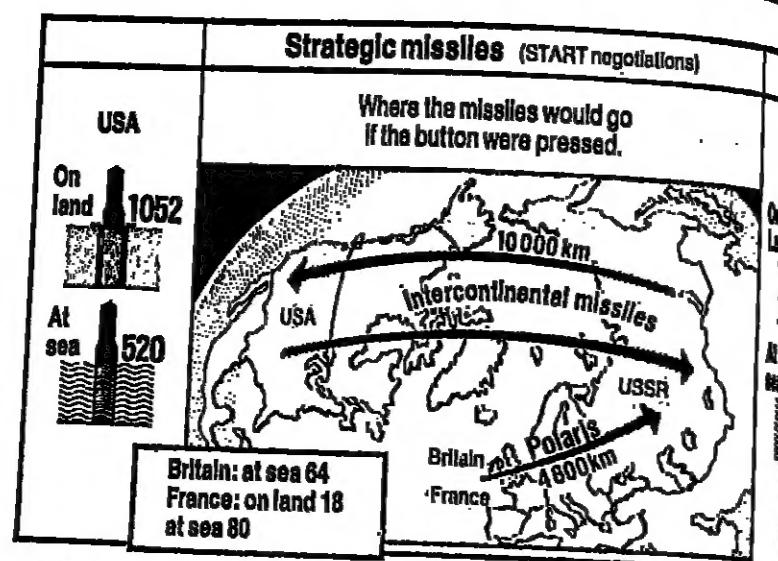 Strategic missiles (START negotiations)
USA
Where the missiles would go
if the button were pressed.
On
land 1052
At
sea 520
10 000 km
Intercontinental missiles
USA
USSR
Polaris
4 800 km
Britain
France
Britain: at sea 64
France: on land 18
at sea 80